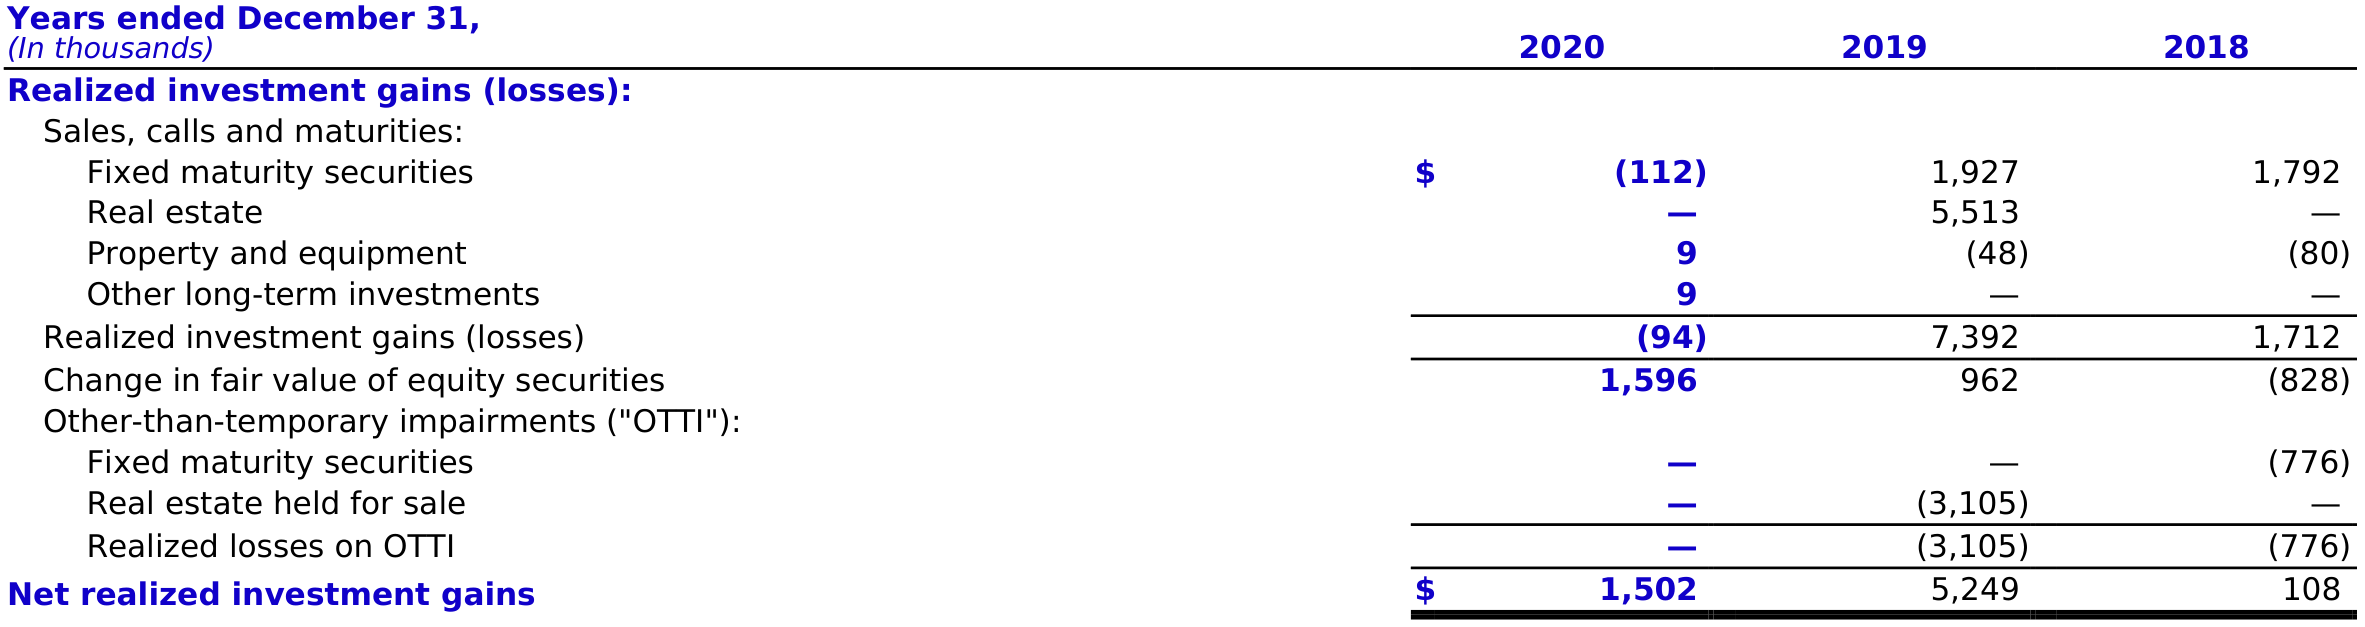 Years ended December 31,
(In thousands) 2020 2019 2018
Realized investment gains (losses):
Sales, calls and maturities:
Fixed maturity securities $ (112) 1,927 1,792
Real estate — 5,513 —
Property and equipment 9 (48) (80)
Other long-term investments 9 — —
Realized investment gains (losses) (94) 7,392 1,712
Change in fair value of equity securities 1,596 962 (828)
Other-than-temporary impairments ("OTTI"):
Fixed maturity securities — — (776)
Real estate held for sale — (3,105) —
Realized losses on OTTI — (3,105) (776)
Net realized investment gains $ 1,502 5,249 108